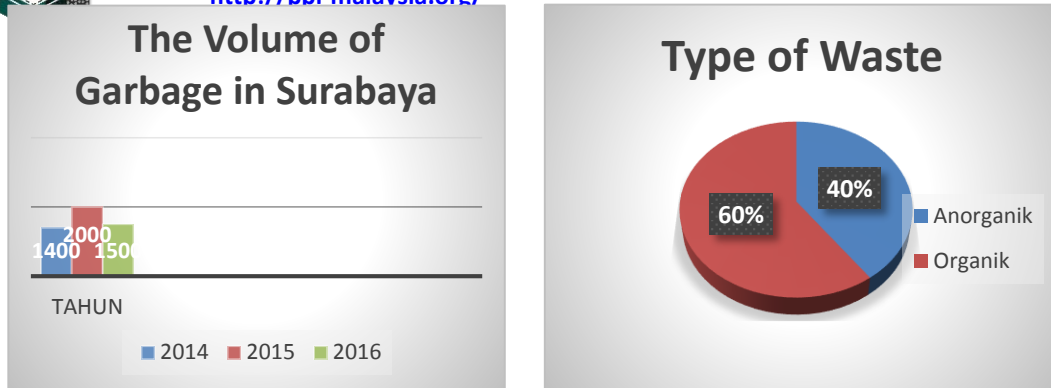 The Volume of
Garbage in Surabaya
1400
2000
1500
TAHUN
2014 2015 2016
Type of Waste
40%
60%
Anorganik
Organik